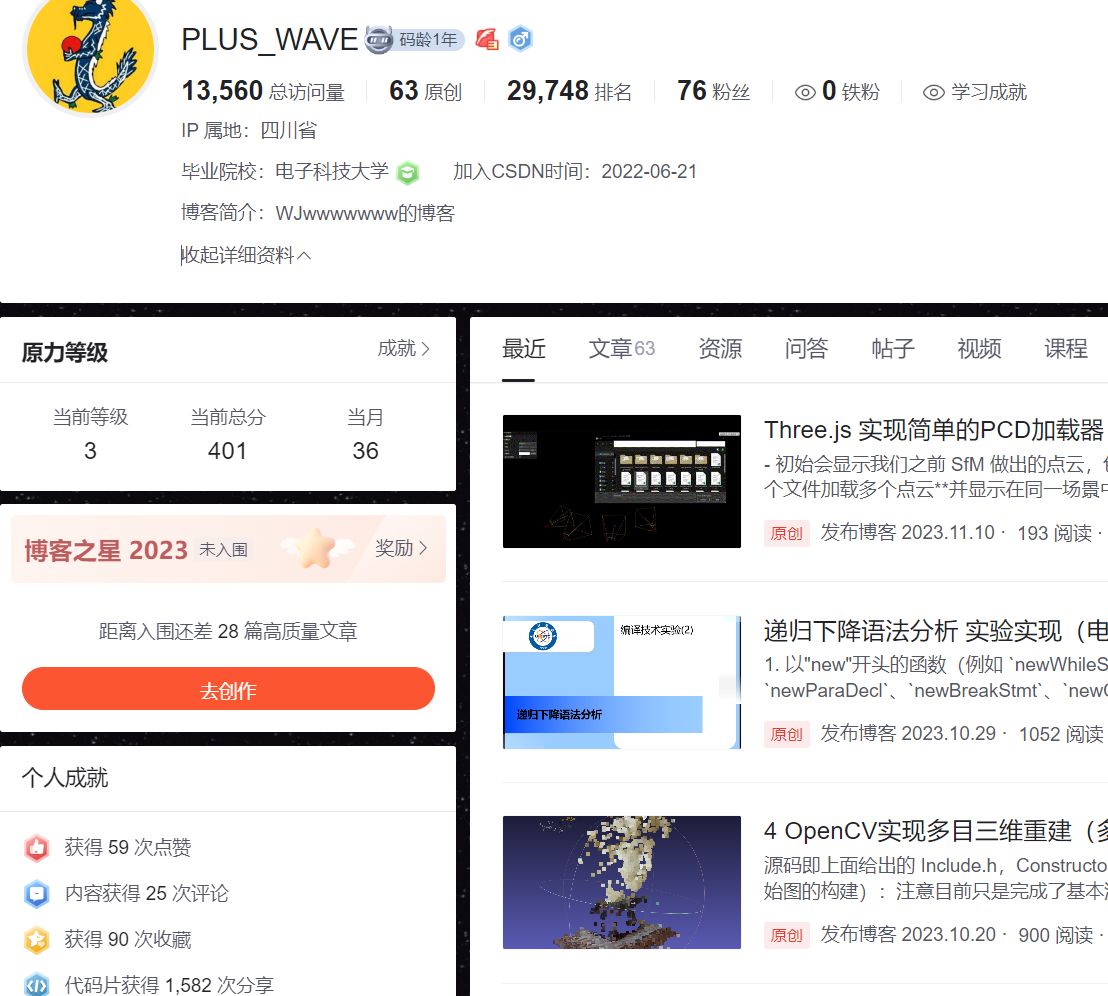 PLUS_WAVE 码龄1年
13,560 总访问量 63 原创 29,748 排名 76 粉丝 0 铁粉 学习成就
IP 属地：四川省
毕业院校：电子科技大学 加入CSDN时间：2022-06-21
博客简介：WJwwwwwww的博客
收起详细资料
原力等级 成就
当前等级 当前总分 当月
3 401 36
博客之星 2023 未入围 奖励
距离入围还差 28 篇高质量文章
去创作
个人成就
获得 59 次点赞
内容获得 25 次评论
获得 90 次收藏
代码片获得 1,582 次分享
最近 文章63 资源 问答 帖子 视频 课程
Three.js 实现简单的PCD加载器
- 初始会显示我们之前 SfM 做出的点云，
个文件加载多个点云**并显示在同一场景中
原创 发布博客 2023.11.10 · 193 阅读 ·
编译技术实验(2)
递归下降语法分析
递归下降语法分析 实验实现（电
1. 以"new"开头的函数（例如 `newWhileS
`newParaDecl`、`newBreakStmt`、`newC
原创 发布博客 2023.10.29 · 1052 阅读
4 OpenCV实现多目三维重建（多
源码即上面给出的 Include.h，Constructo
始图的构建）：注意目前只是完成了基本
原创 发布博客 2023.10.20 · 900 阅读 ·